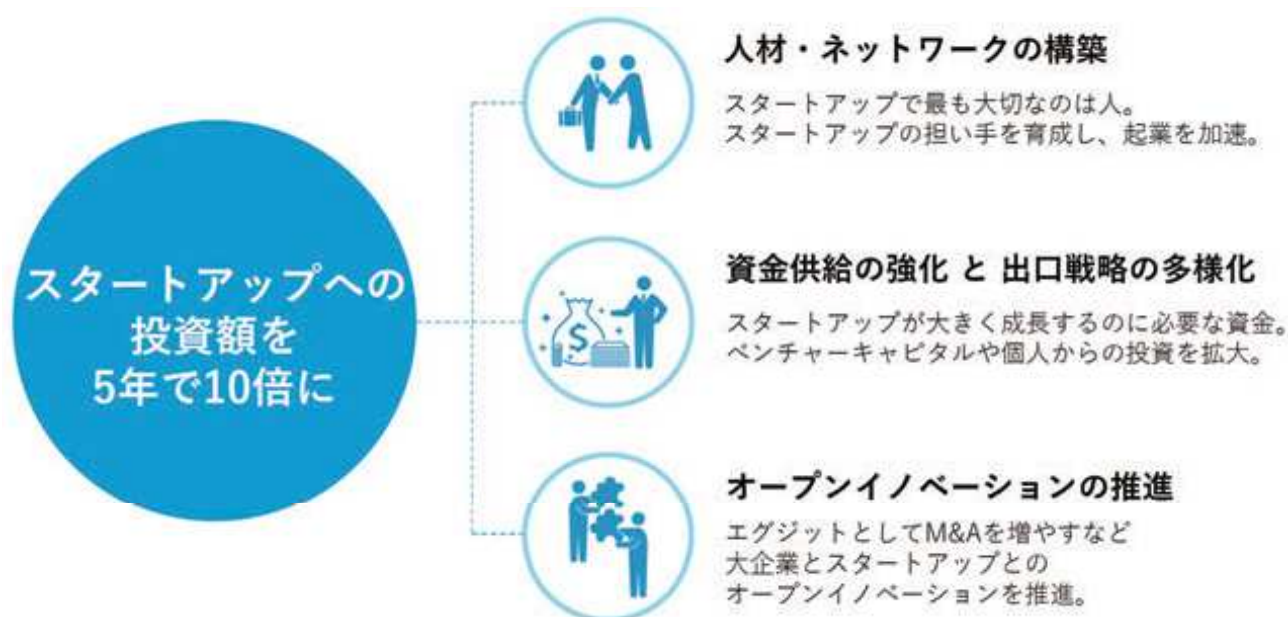 スタートアップへの
投資額を
5年で10倍に
人材・ネットワークの構築
スタートアップで最も大切なのは人。
スタートアップの担い手を育成し、起業を加速。
資金供給の強化 と 出口戦略の多様化
スタートアップが大きく成長するのに必要な資金。
ベンチャーキャピタルや個人からの投資を拡大。
$
オープンイノベーションの推進
エグジットとしてM&Aを増やすなど
大企業とスタートアップとの
オープンイノベーションを推進。